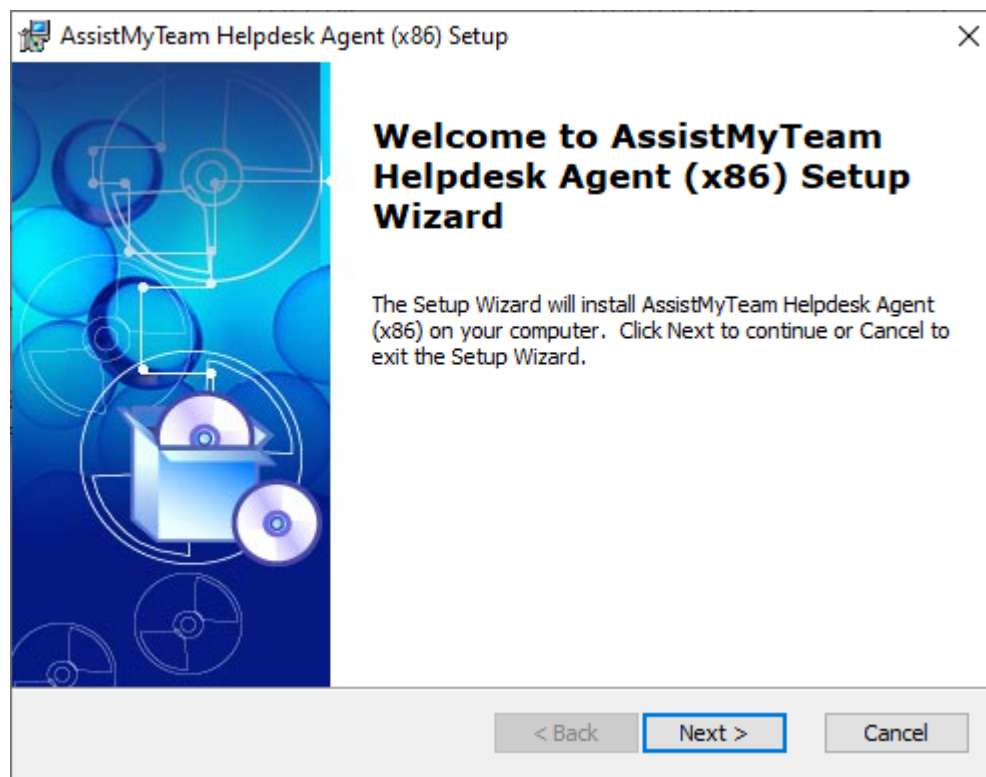 AssistMyTeam Helpdesk Agent (x86) Setup
Welcome to AssistMyTeam
Helpdesk Agent (x86) Setup
Wizard
The Setup Wizard will install AssistMyTeam Helpdesk Agent
(x86) on your computer.  Click Next to continue or Cancel to
exit the Setup Wizard.
< Back
Next >
Cancel